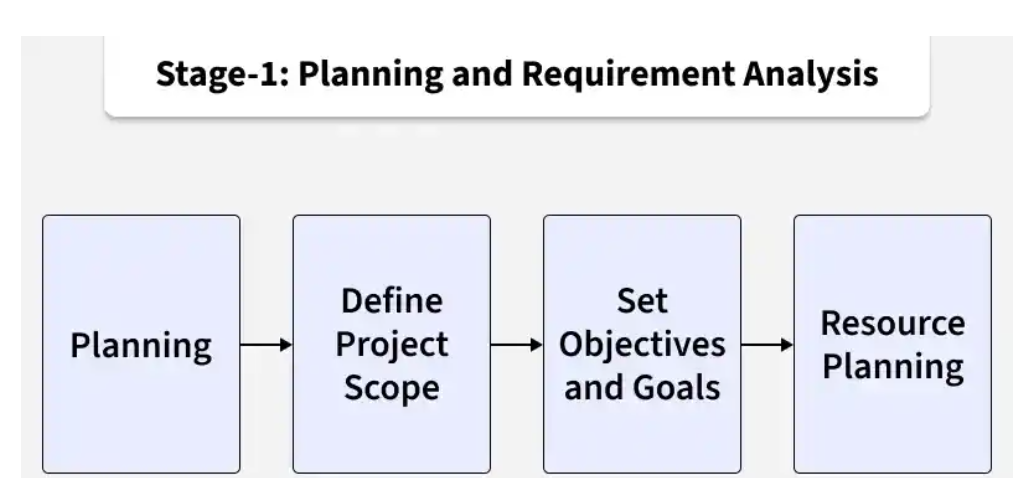 Stage-1: Planning and Requirement Analysis
Planning
Define
Project
Scope
Set
Objectives
and Goals
Resource
Planning